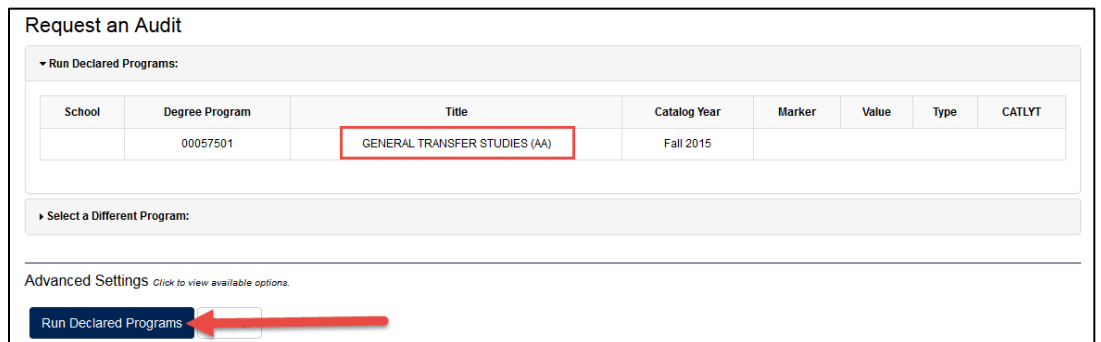 Request an Audit
▾ Run Declared Programs:
School Degree Program Title Catalog Year Marker Value Type CATLYT
00057501 GENERAL TRANSFER STUDIES (AA) Fall 2015
▸ Select a Different Program:
Advanced Settings Click to view available options.
Run Declared Programs